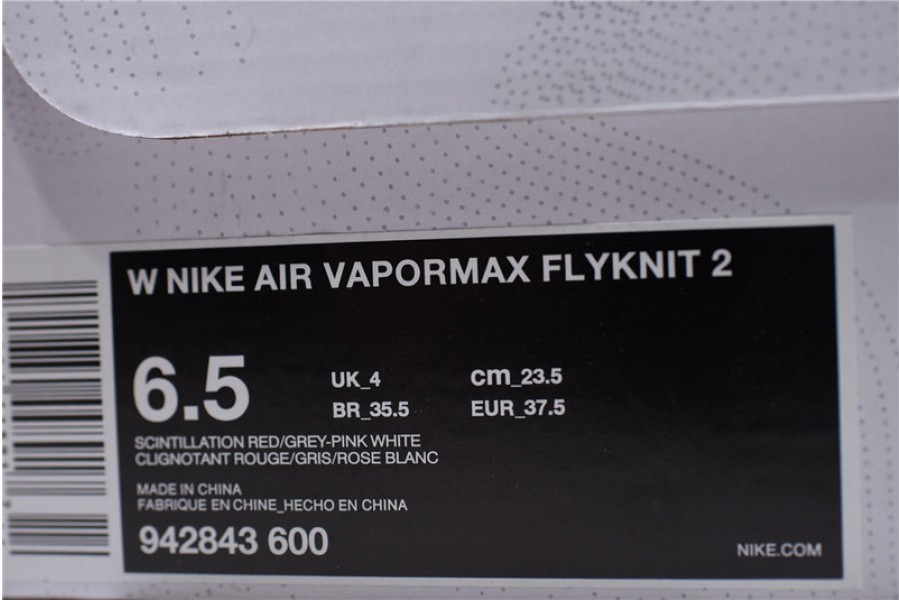 W NIKE AIR VAPORMAX FLYKNIT 2
6.5
UK_4 cm_23.5
BR_35.5 EUR_37.5
SCINTILLATION RED/GREY-PINK WHITE
CLIGNOTANT ROUGE/GRIS/ROSE BLANC
MADE IN CHINA
FABRIQUE EN CHINE_HECHO EN CHINA
942843 600
NIKE.COM